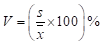 V = (s/x̄ × 100) %